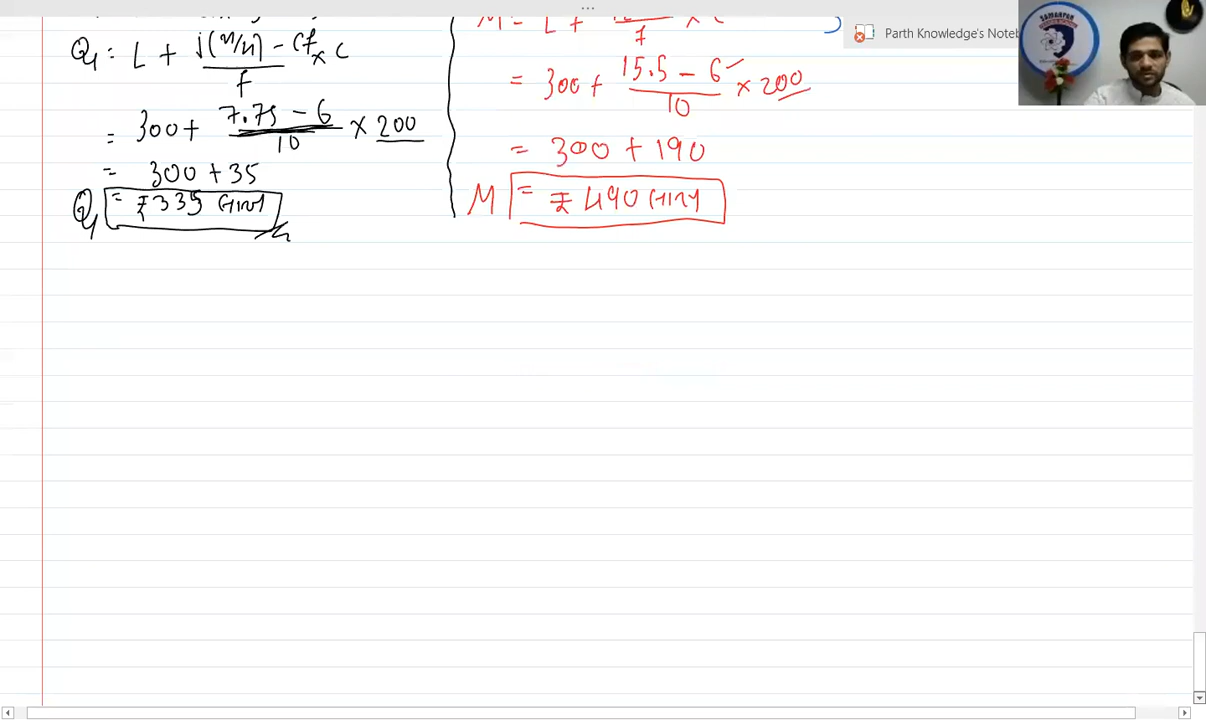 Q₁ = L + j(n/4) - Cf × C
f
= 300 + 7.75 - 6 × 200
10
= 300 + 35
Q₁ = ₹335
M = L + × C
f
= 300 + 15.5 - 6 × 200
10
= 300 + 190
M = ₹ 490
Parth Knowledge's Noteb
SAMARPAN